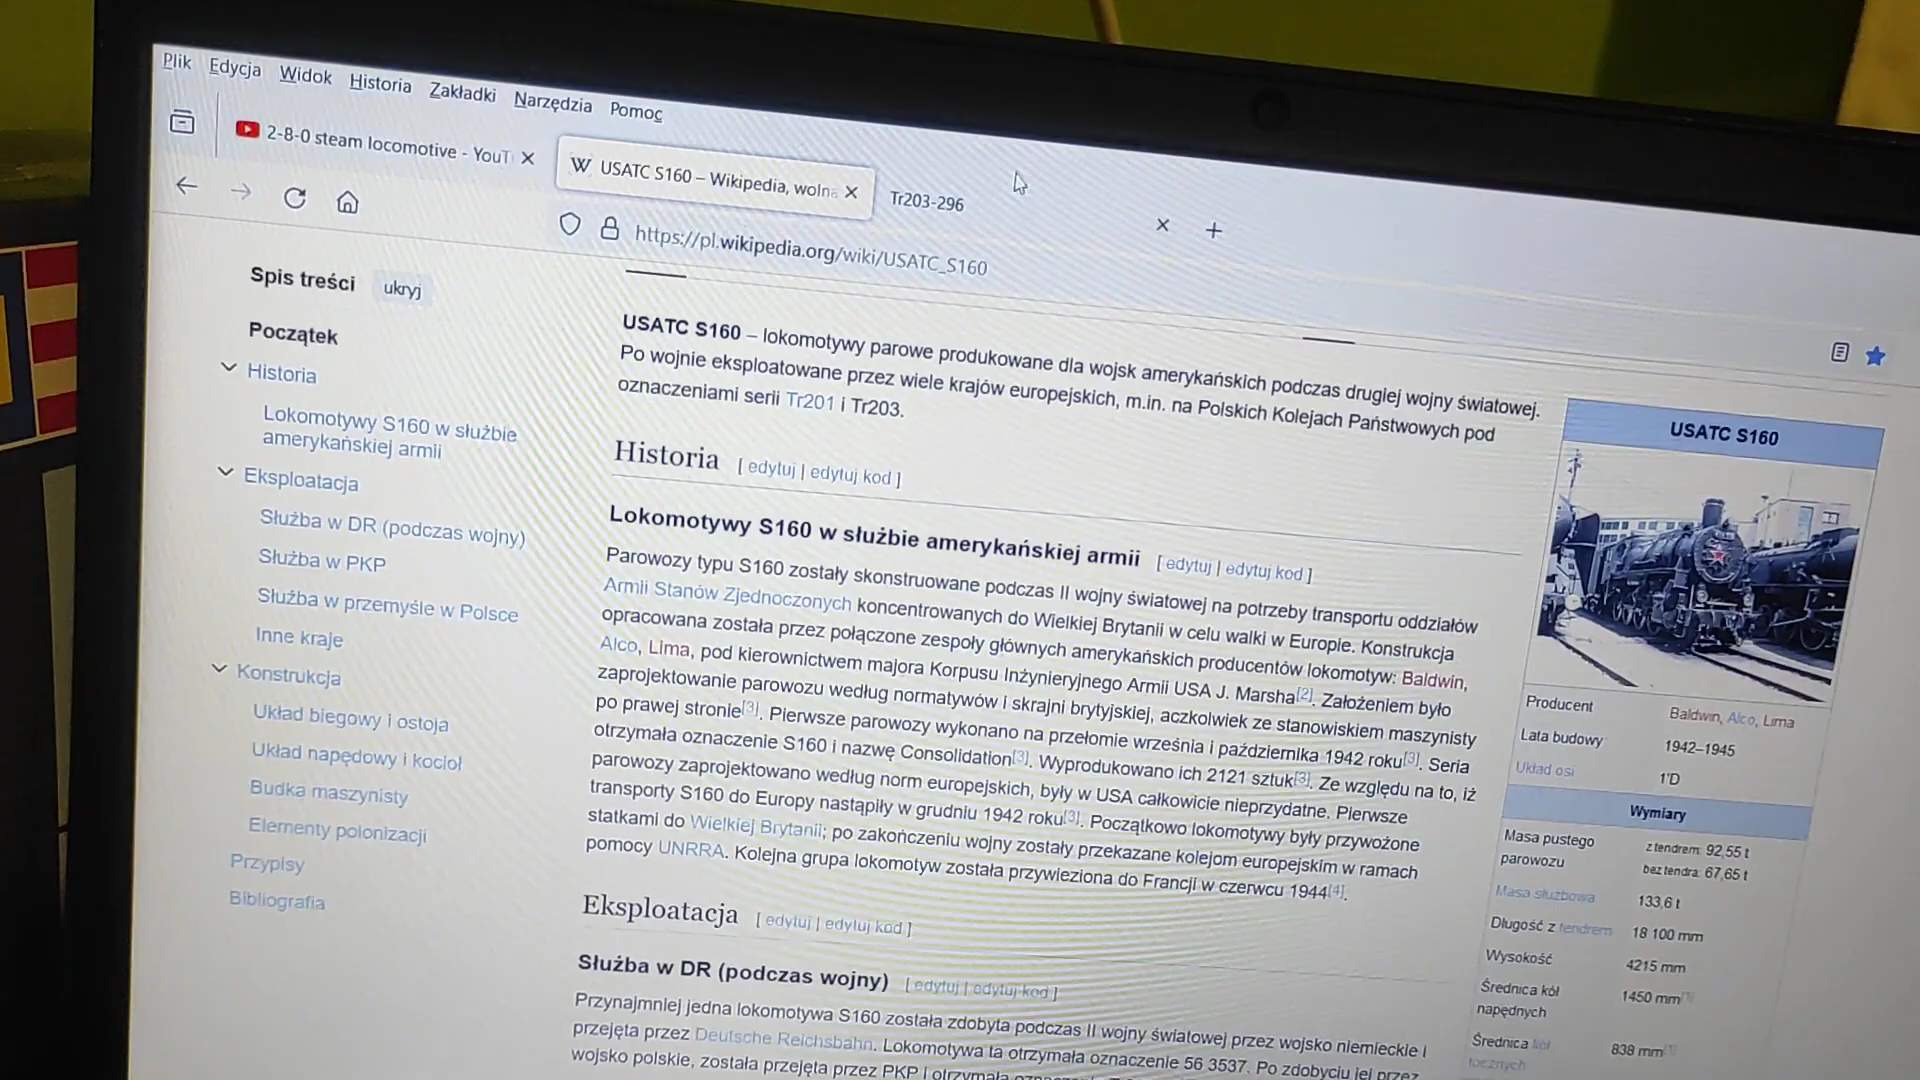 Plik Edycja Widok Historia Zakładki Narzędzia Pomoc
2-8-0 steam locomotive - YouT
USATC S160 – Wikipedia, wolna
Tr203-296
https://pl.wikipedia.org/wiki/USATC_S160
Spis treści ukryj
Początek
Historia
Lokomotywy S160 w służbie
amerykańskiej armii
Eksploatacja
Służba w DR (podczas wojny)
Służba w PKP
Służba w przemyśle w Polsce
Inne kraje
Konstrukcja
Układ biegowy i ostoja
Układ napędowy i kocioł
Budka maszynisty
Elementy polonizacji
Przypisy
Bibliografia
USATC S160 – lokomotywy parowe produkowane dla wojsk amerykańskich podczas drugiej wojny światowej.
Po wojnie eksploatowane przez wiele krajów europejskich, m.in. na Polskich Kolejach Państwowych pod
oznaczeniami serii Tr201 i Tr203.
Historia [ edytuj | edytuj kod ]
Lokomotywy S160 w służbie amerykańskiej armii [ edytuj | edytuj kod ]
Parowozy typu S160 zostały skonstruowane podczas II wojny światowej na potrzeby transportu oddziałów
Armii Stanów Zjednoczonych koncentrowanych do Wielkiej Brytanii w celu walki w Europie. Konstrukcja
opracowana została przez połączone zespoły głównych amerykańskich producentów lokomotyw: Baldwin,
Alco, Lima, pod kierownictwem majora Korpusu Inżynieryjnego Armii USA J. Marsha[2]. Założeniem było
zaprojektowanie parowozu według normatywów i skrajni brytyjskiej, aczkolwiek ze stanowiskiem maszynisty
po prawej stronie[3]. Pierwsze parowozy wykonano na przełomie września i października 1942 roku[3]. Seria
otrzymała oznaczenie S160 i nazwę Consolidation[3]. Wyprodukowano ich 2121 sztuk[3]. Ze względu na to, iż
parowozy zaprojektowano według norm europejskich, były w USA całkowicie nieprzydatne. Pierwsze
transporty S160 do Europy nastąpiły w grudniu 1942 roku[3]. Początkowo lokomotywy były przywożone
statkami do Wielkiej Brytanii; po zakończeniu wojny zostały przekazane kolejom europejskim w ramach
pomocy UNRRA. Kolejna grupa lokomotyw została przywieziona do Francji w czerwcu 1944[4].
Eksploatacja [ edytuj | edytuj kod ]
Służba w DR (podczas wojny) [ edytuj | edytuj kod ]
Przynajmniej jedna lokomotywa S160 została zdobyta podczas II wojny światowej przez wojsko niemieckie i
przejęta przez Deutsche Reichsbahn. Lokomotywa ta otrzymała oznaczenie 56 3537. Po zdobyciu jej przez
wojsko polskie, została przejęta przez PKP i otrzymała
USATC S160
Producent Baldwin, Alco, Lima
Lata budowy 1942–1945
Układ osi 1'D
Wymiary
Masa pustego
parowozu
z tendrem: 92,55 t
bez tendra: 67,65 t
Masa służbowa 133,6 t
Długość z tendrem 18 100 mm
Wysokość 4215 mm
Średnica kół
napędnych
1450 mm[1]
Średnica kół
tocznych
838 mm[1]